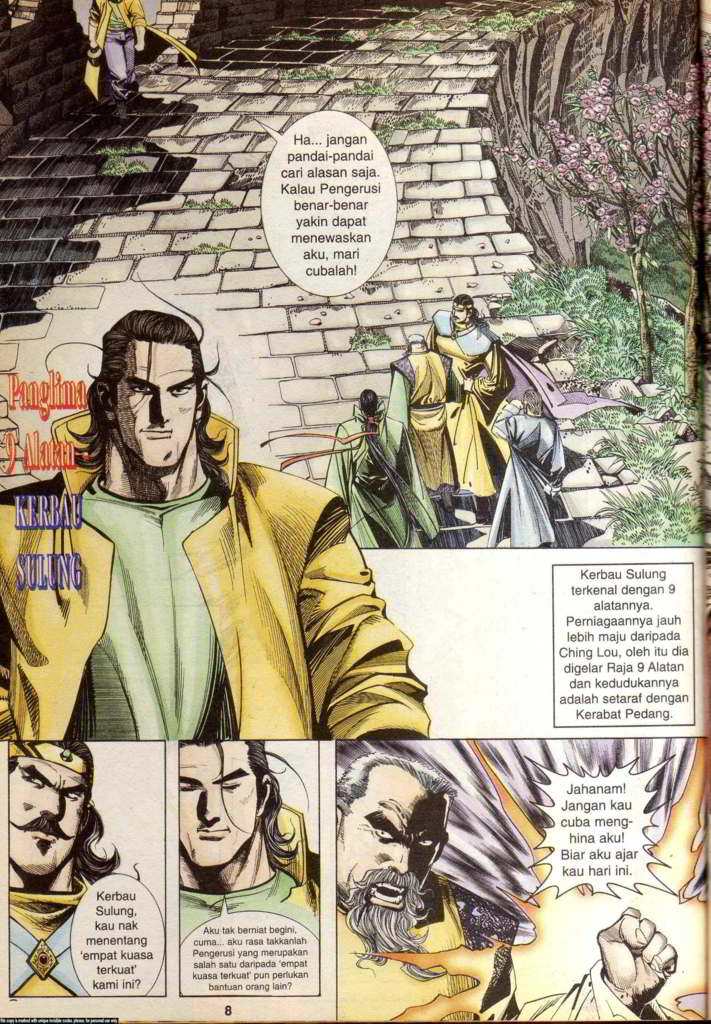 Ha... jangan
pandai-pandai
cari alasan saja.
Kalau Pengerusi
benar-benar
yakin dapat
menewaskan
aku, mari
cubalah!
Panglima
9 Alatan -
KERBAU
SULUNG
Kerbau Sulung
terkenal dengan 9
alatannya.
Perniagaannya jauh
lebih maju daripada
Ching Lou, oleh itu dia
digelar Raja 9 Alatan
dan kedudukannya
adalah setaraf dengan
Kerabat Pedang.
Kerbau
Sulung,
kau nak
menentang
'empat kuasa
terkuat'
kami ini?
Aku tak berniat begini,
cuma... aku rasa takkanlah
Pengerusi yang merupakan
salah satu daripada 'empat
kuasa terkuat' pun perlukan
bantuan orang lain?
Jahanam!
Jangan kau
cuba meng-
hina aku!
Biar aku ajar
kau hari ini.
8